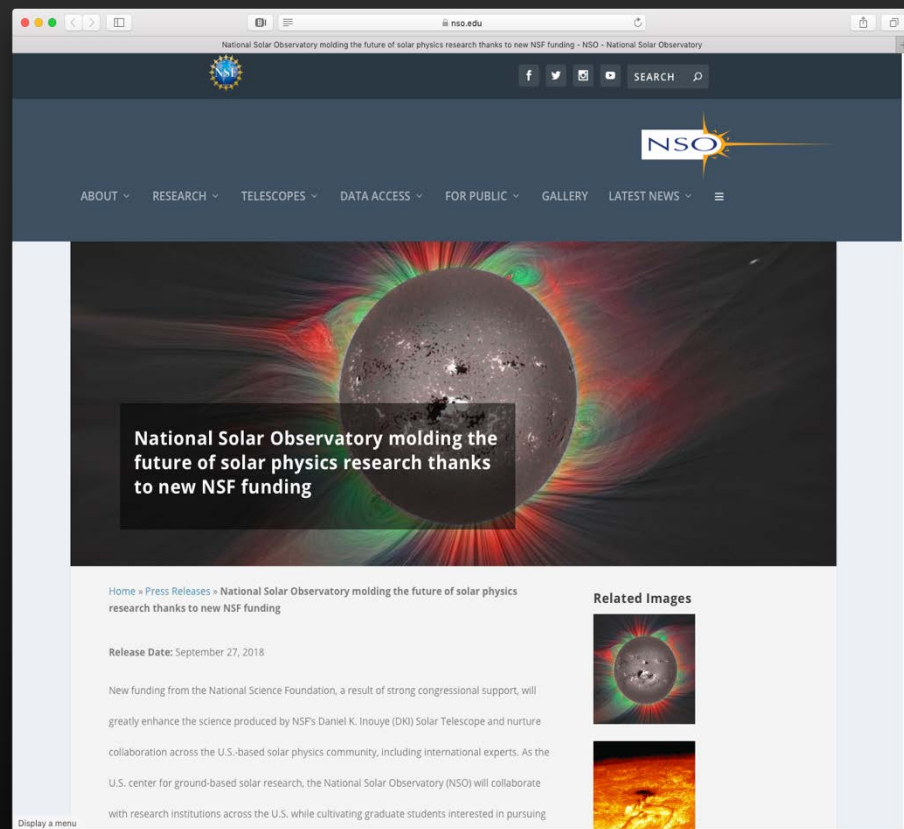 nso.edu
National Solar Observatory molding the future of solar physics research thanks to new NSF funding - NSO - National Solar Observatory
NSF
SEARCH
NSO
ABOUT
RESEARCH
TELESCOPES
DATA ACCESS
FOR PUBLIC
GALLERY
LATEST NEWS
National Solar Observatory molding the
future of solar physics research thanks
to new NSF funding
Home » Press Releases » National Solar Observatory molding the future of solar physics
research thanks to new NSF funding
Release Date: September 27, 2018
New funding from the National Science Foundation, a result of strong congressional support, will
greatly enhance the science produced by NSF's Daniel K. Inouye (DKI) Solar Telescope and nurture
collaboration across the U.S.-based solar physics community, including international experts. As the
U.S. center for ground-based solar research, the National Solar Observatory (NSO) will collaborate
with research institutions across the U.S. while cultivating graduate students interested in pursuing
Related Images
Display a menu